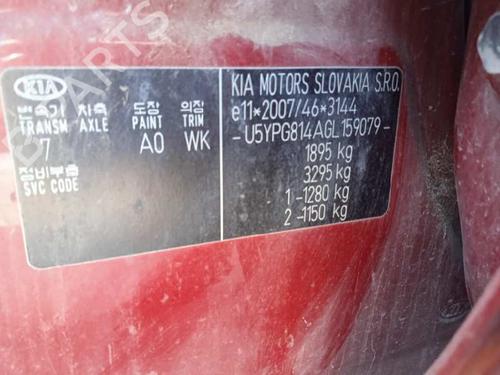 KIA
변속기 차축 도장 의장
TRANSM AXLE PAINT TRIM
7 A0 WK
정비부호
SVC CODE
KIA MOTORS SLOVAKIA S.R.O.
e11*2007/46*3144
-U5YPG814AGL159079-
1895 kg
3295 kg
1-1280 kg
2-1150 kg